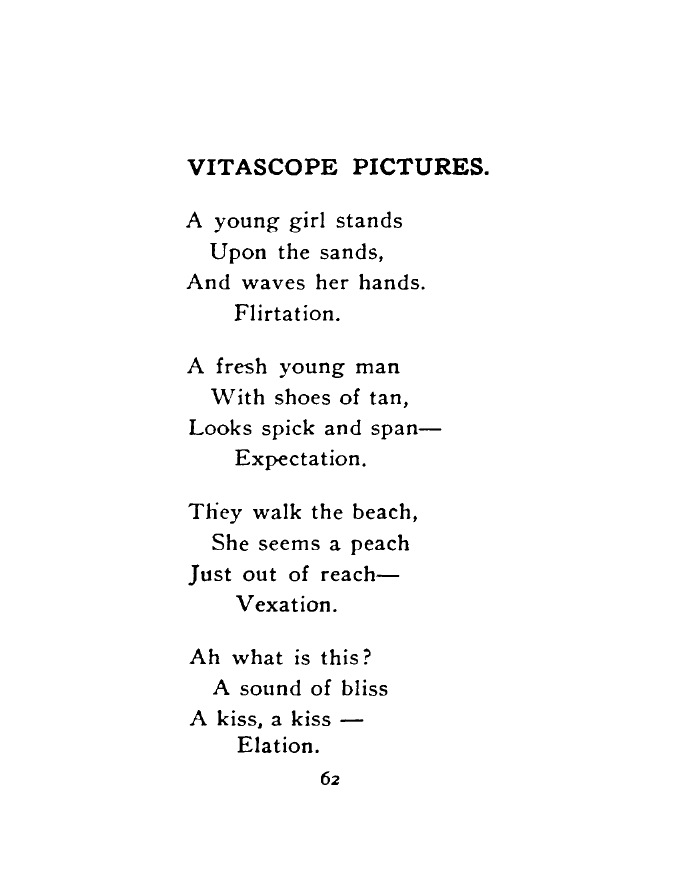 VITASCOPE PICTURES.
A young girl stands
Upon the sands,
And waves her hands.
Flirtation.
A fresh young man
With shoes of tan,
Looks spick and span—
Expectation.
They walk the beach,
She seems a peach
Just out of reach—
Vexation.
Ah what is this?
A sound of bliss
A kiss, a kiss —
Elation.
62